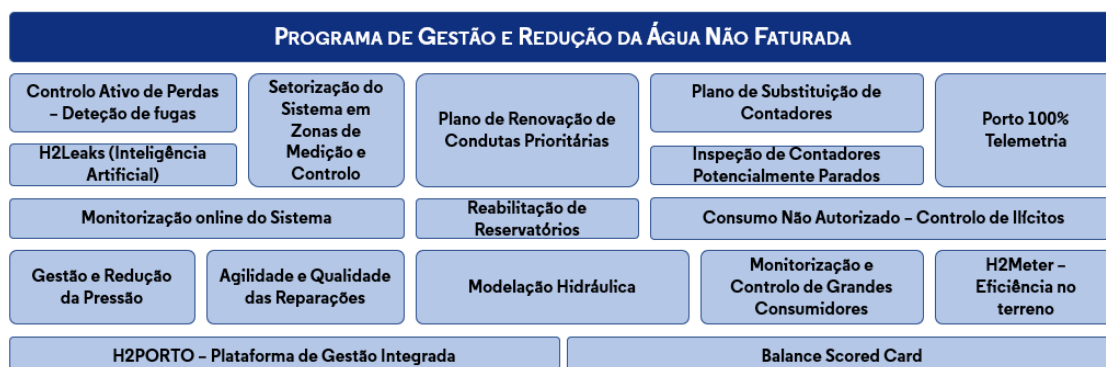 PROGRAMA DE GESTÃO E REDUÇÃO DA ÁGUA NÃO FATURADA
Controlo Ativo de Perdas
– Deteção de fugas
H2Leaks (Inteligência
Artificial)
Setorização do
Sistema em
Zonas de
Medição e
Controlo
Plano de Renovação de
Condutas Prioritárias
Plano de Substituição de
Contadores
Inspeção de Contadores
Potencialmente Parados
Porto 100%
Telemetria
Monitorização online do Sistema
Reabilitação de
Reservatórios
Consumo Não Autorizado – Controlo de Ilícitos
Gestão e Redução
da Pressão
Agilidade e Qualidade
das Reparações
Modelação Hidráulica
Monitorização e
Controlo de Grandes
Consumidores
H2Meter –
Eficiência no
terreno
H2PORTO – Plataforma de Gestão Integrada
Balance Scored Card